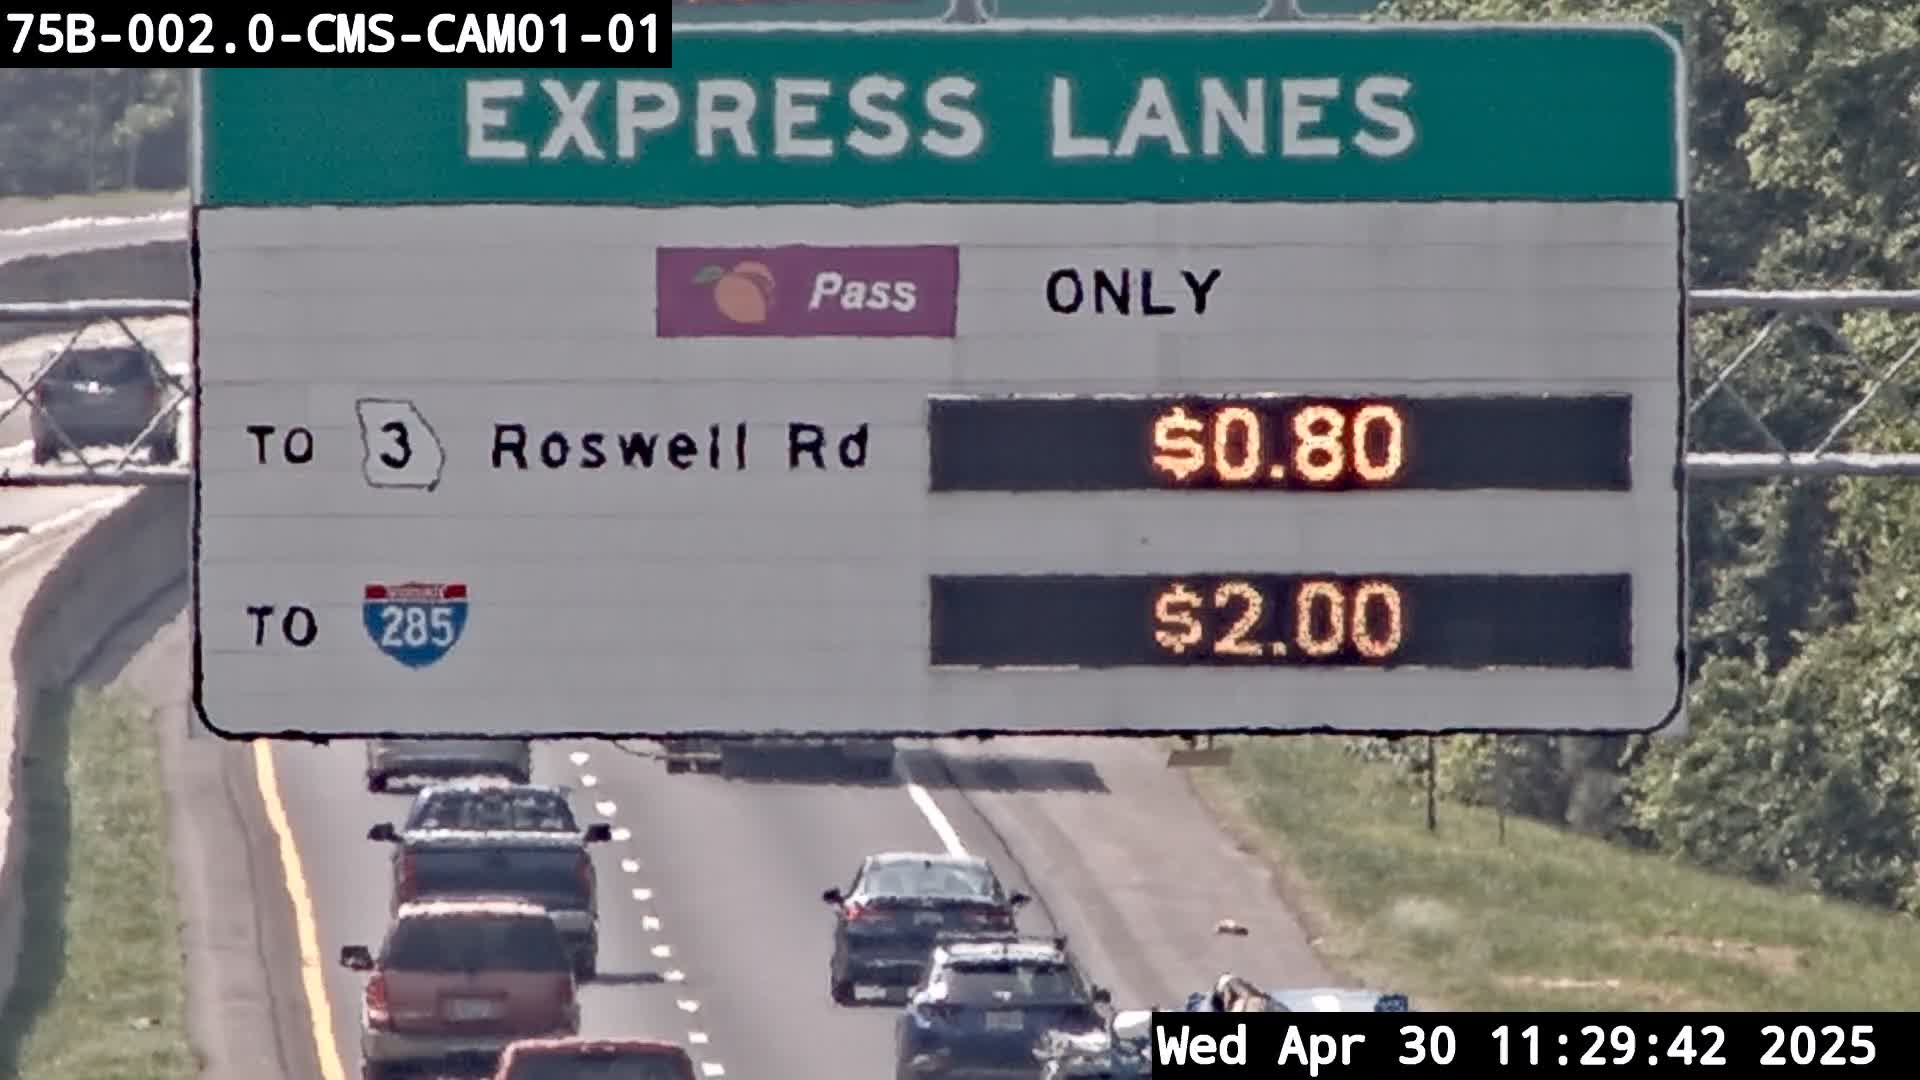 75B-002.0-CMS-CAM01-01
EXPRESS LANES
Pass ONLY
TO 3 Roswell Rd $0.80
TO 285 $2.00
Wed Apr 30 11:29:42 2025